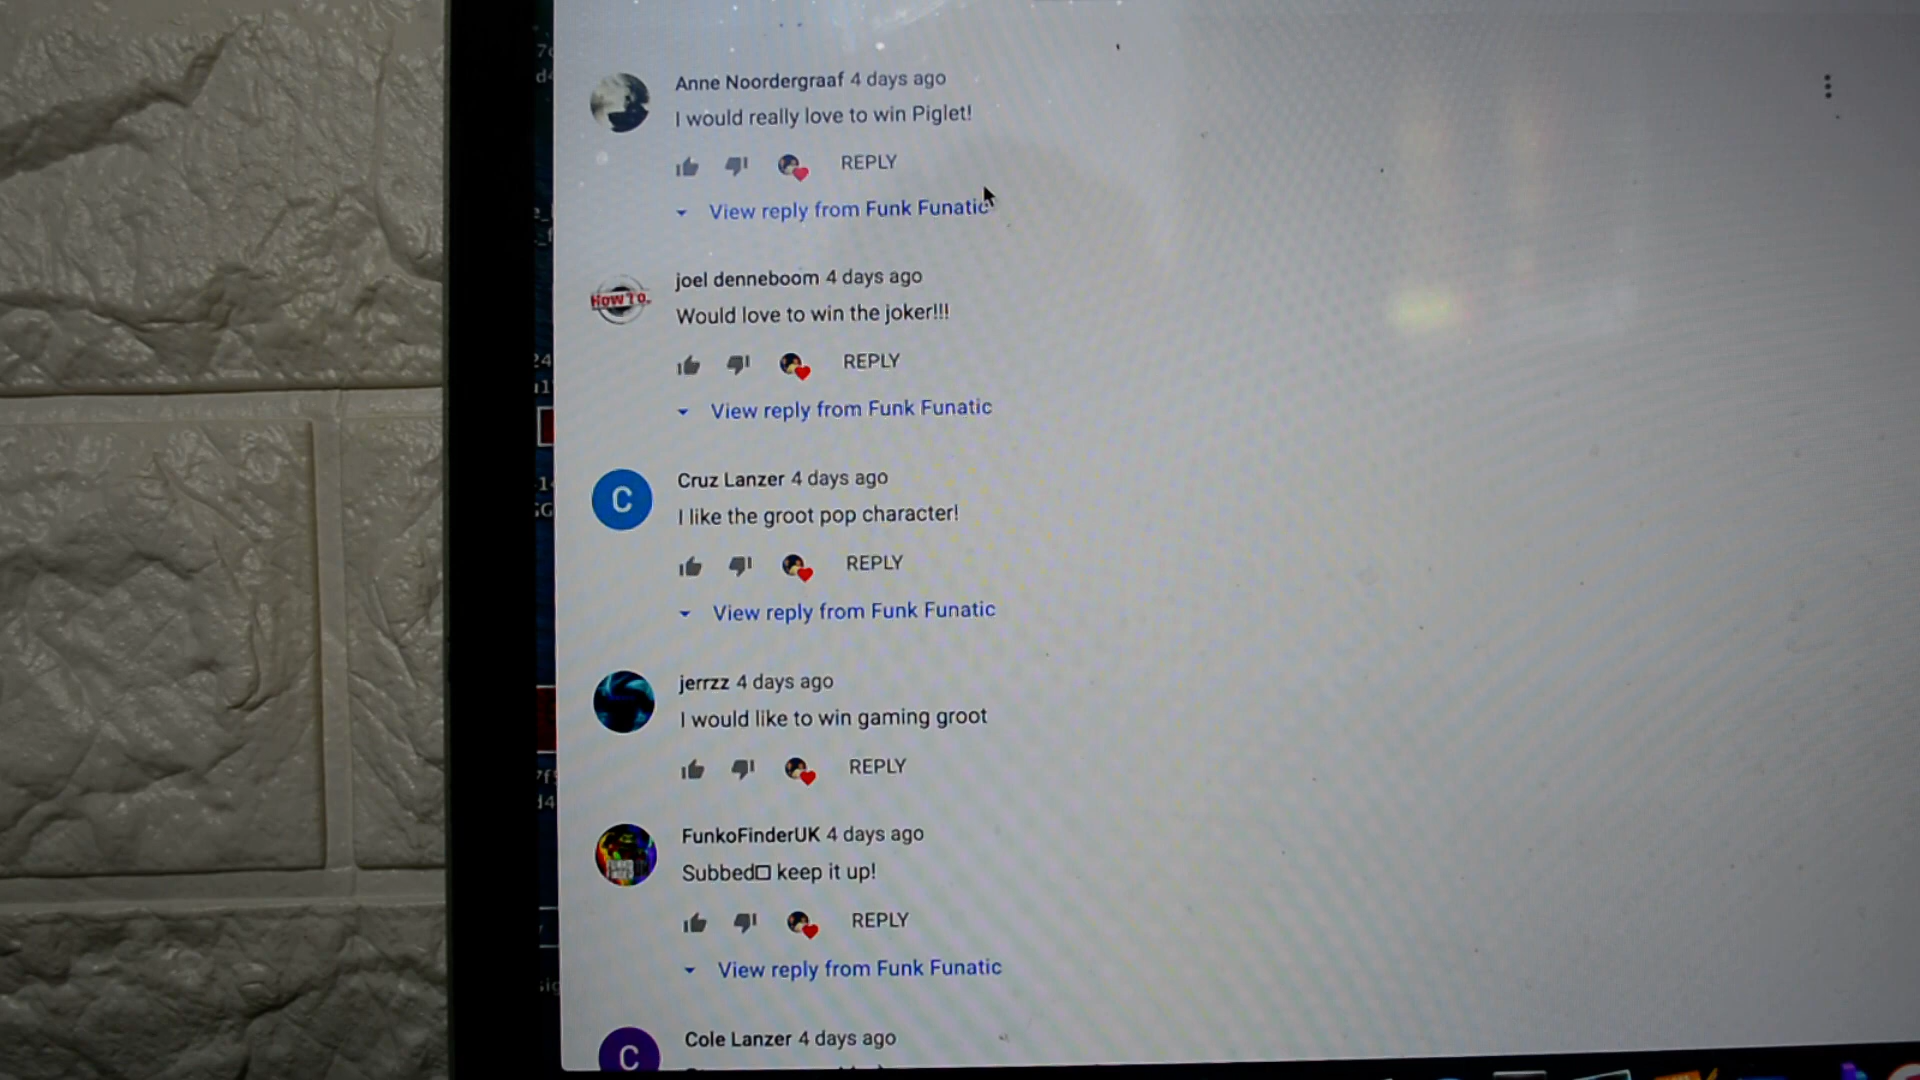 Anne Noordergraaf 4 days ago
I would really love to win Piglet!
REPLY
View reply from Funk Funatic
HOW TO.
joel denneboom 4 days ago
Would love to win the joker!!!
REPLY
View reply from Funk Funatic
C
Cruz Lanzer 4 days ago
I like the groot pop character!
REPLY
View reply from Funk Funatic
jerrzz 4 days ago
I would like to win gaming groot
REPLY
FunkoFinderUK 4 days ago
Subbed□ keep it up!
REPLY
View reply from Funk Funatic
C
Cole Lanzer 4 days ago